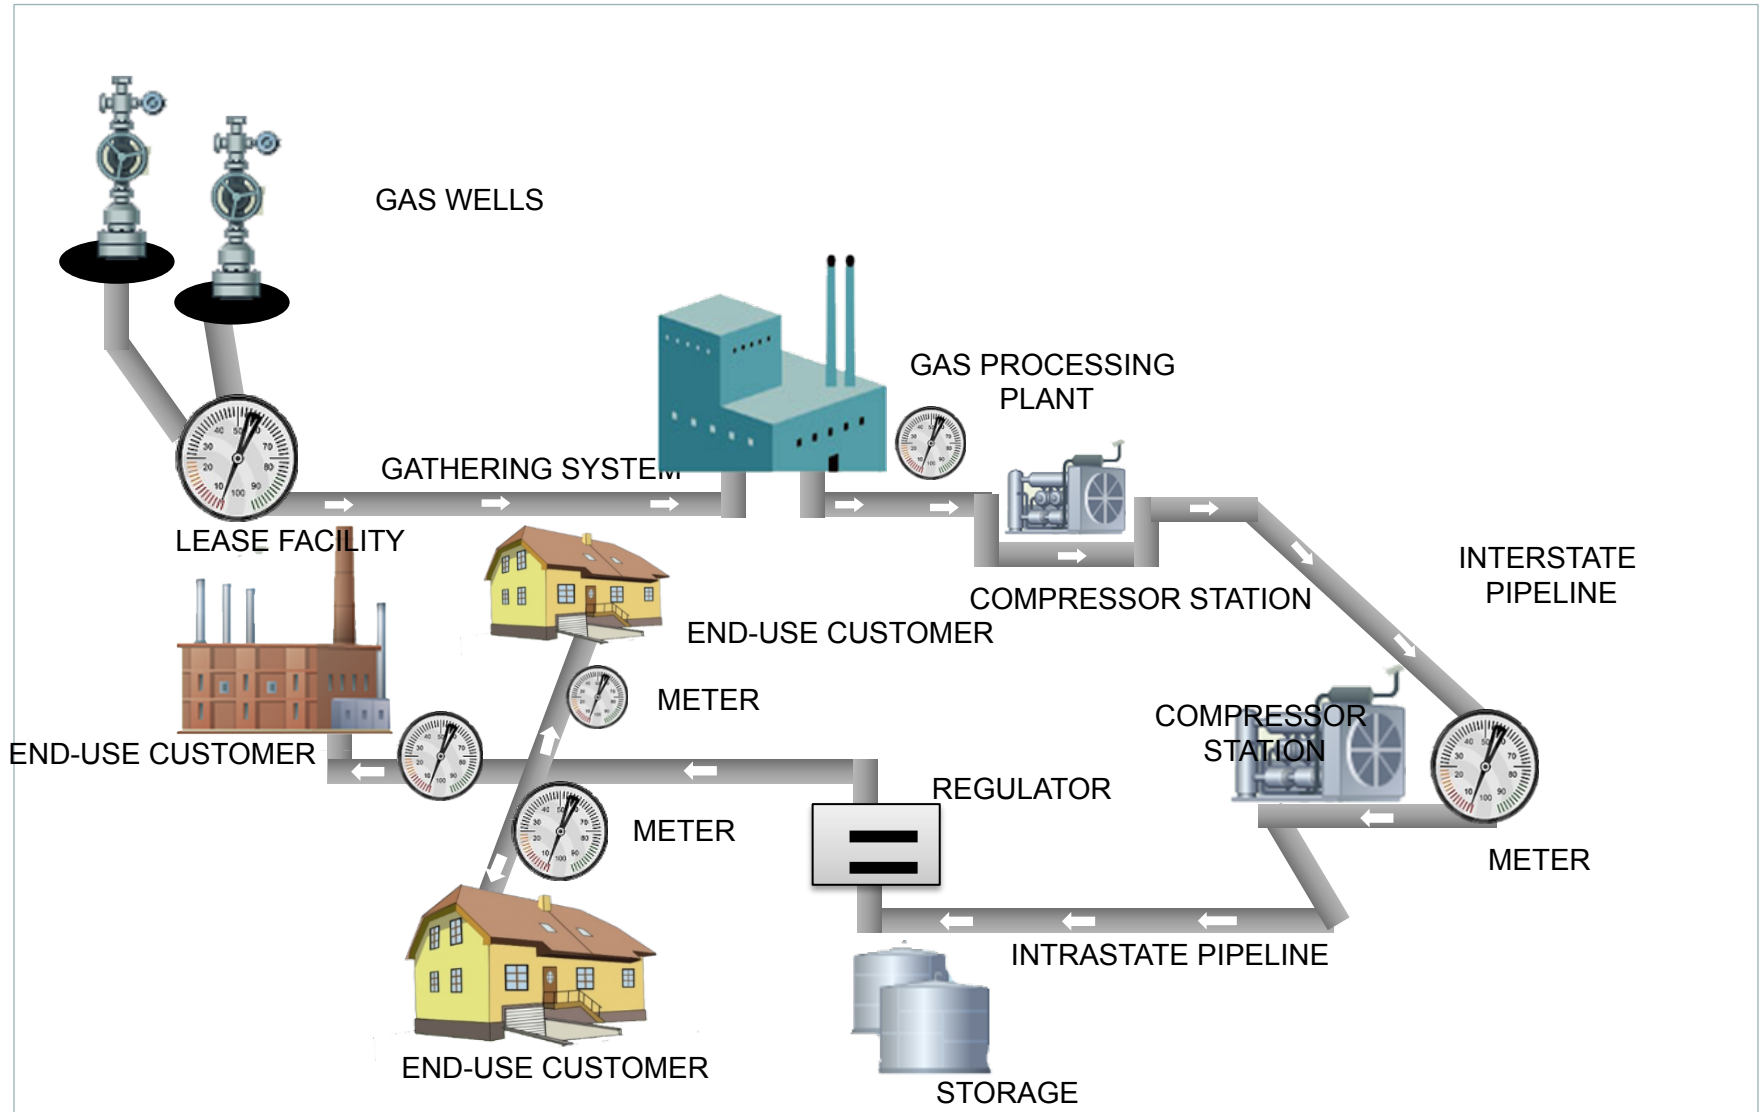 GAS WELLS
GAS PROCESSING
PLANT
GATHERING SYSTEM
LEASE FACILITY
COMPRESSOR STATION
INTERSTATE
PIPELINE
END-USE CUSTOMER
METER
COMPRESSOR
STATION
END-USE CUSTOMER
REGULATOR
METER
METER
INTRASTATE PIPELINE
END-USE CUSTOMER
STORAGE